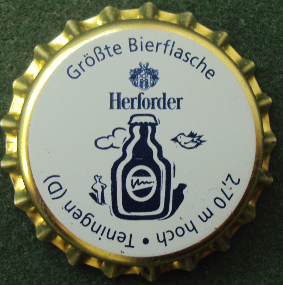 Größte Bierflasche
Herforder
2:70 m hoch • Teningen (D)